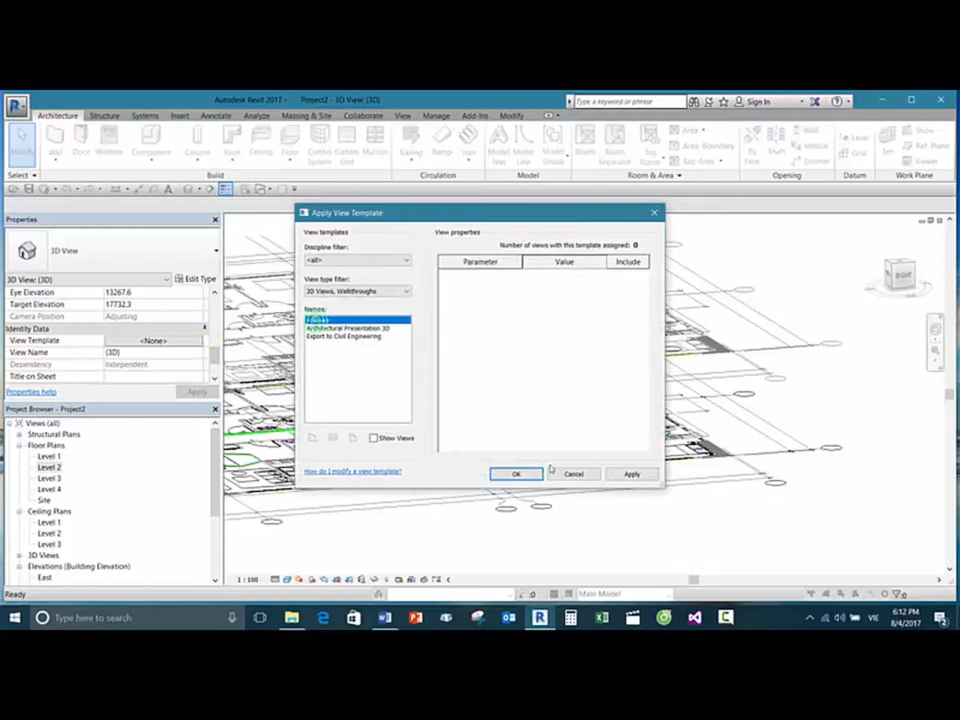 Autodesk Revit 2017 - Project2 - 3D View: {3D}
Type a keyword or phrase
Sign In
Architecture Structure Systems Insert Annotate Analyze Massing & Site Collaborate View Manage Add-Ins Modify
Modify Wall Door Window Component Column Roof Ceiling Curtain System Curtain Grid Mullion Railing Ramp Stair Model Text Model Line Model Group Room Room Separator Tag Room
Area
Area Boundary
Tag Area
By Face Shaft
Wall
Vertical
Dormer
Level
Grid
Set
Show
Ref Plane
Viewer
Select Build Circulation Model Room & Area Opening Datum Work Plane
Properties
3D View
3D View: {3D} Edit Type
Eye Elevation 13267.6
Target Elevation 17732.3
Camera Position Adjusting
Identity Data
View Template <None>
View Name {3D}
Dependency Independent
Title on Sheet
Properties help Apply
Project Browser - Project2
Views (all)
Structural Plans
Floor Plans
Level 1
Level 2
Level 3
Level 4
Site
Ceiling Plans
Level 1
Level 2
Level 3
3D Views
Elevations (Building Elevation)
East
Apply View Template
View templates
Discipline filter:
<all>
View type filter:
3D Views, Walkthroughs
Names:
<None>
Architectural Presentation 3D
Export to Civil Engineering
Show Views
How do I modify a view template?
View properties
Number of views with this template assigned: 0
Parameter Value Include
OK Cancel Apply
RIGHT
1 : 100
Ready
:0
Main Model
:0
Type here to search
VIE
6:12 PM
8/4/2017
2